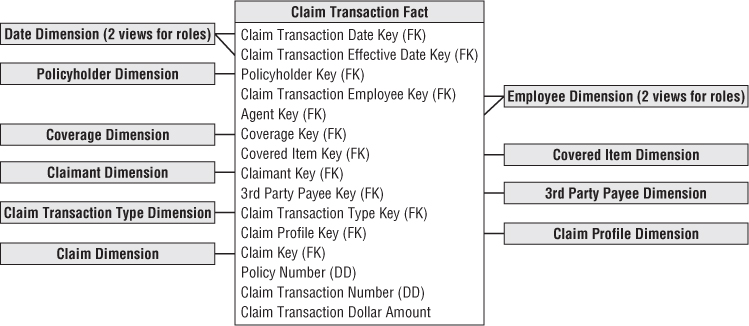 Claim Transaction Fact
Date Dimension (2 views for roles)
Policyholder Dimension
Coverage Dimension
Claimant Dimension
Claim Transaction Type Dimension
Claim Dimension
Claim Transaction Date Key (FK)
Claim Transaction Effective Date Key (FK)
Policyholder Key (FK)
Claim Transaction Employee Key (FK)
Agent Key (FK)
Coverage Key (FK)
Covered Item Key (FK)
Claimant Key (FK)
3rd Party Payee Key (FK)
Claim Transaction Type Key (FK)
Claim Profile Key (FK)
Claim Key (FK)
Policy Number (DD)
Claim Transaction Number (DD)
Claim Transaction Dollar Amount
Employee Dimension (2 views for roles)
Covered Item Dimension
3rd Party Payee Dimension
Claim Profile Dimension